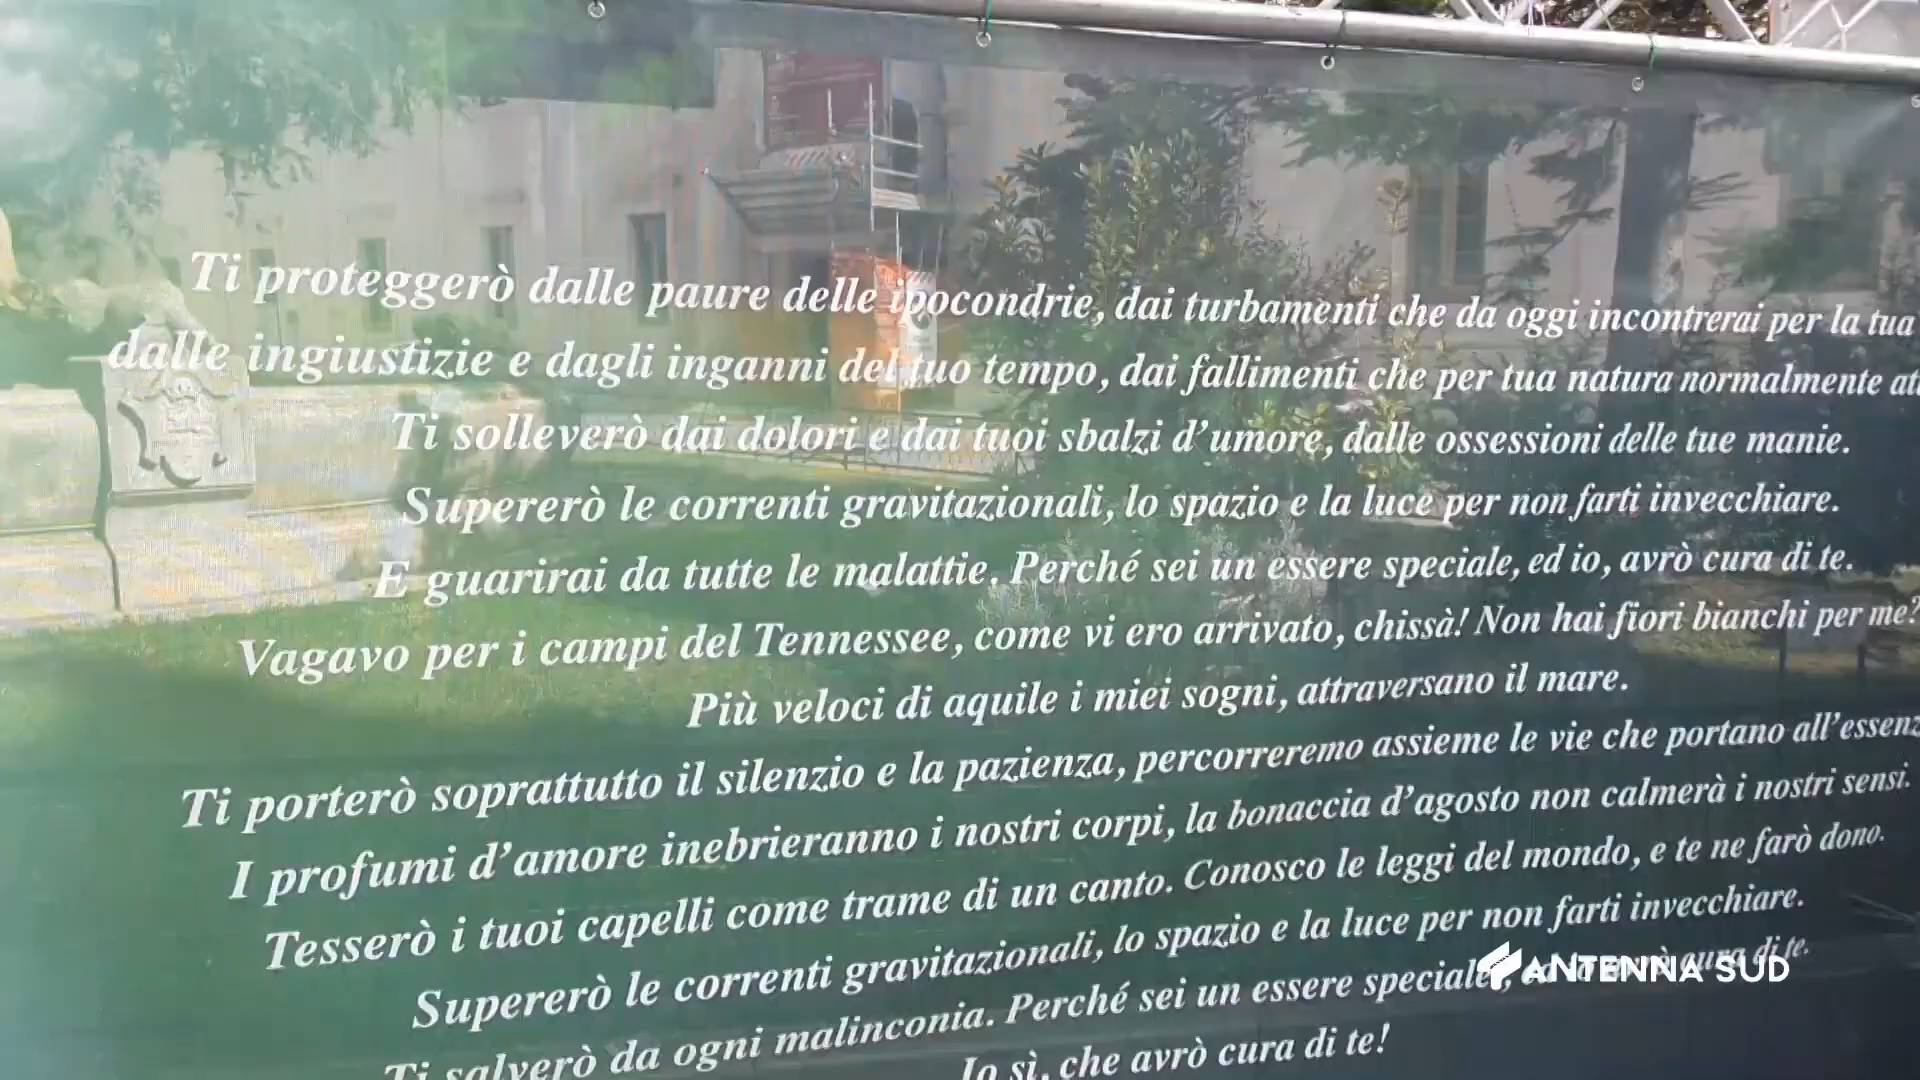 Ti proteggerò dalle paure delle ipocondrie, dai turbamenti che da oggi incontrerai per la tua
dalle ingiustizie e dagli inganni del tuo tempo, dai fallimenti che per tua natura normalmente
Ti solleverò dai dolori e dai tuoi sbalzi d'umore, dalle ossessioni delle tue manie.
Supererò le correnti gravitazionali, lo spazio e la luce per non farti invecchiare.
E guarirai da tutte le malattie. Perché sei un essere speciale, ed io, avrò cura di te.
Vagavo per i campi del Tennessee, come vi ero arrivato, chissà! Non hai fiori bianchi per me?
Più veloci di aquile i miei sogni, attraversano il mare.
Ti porterò soprattutto il silenzio e la pazienza, percorreremo assieme le vie che portano all'essenz
I profumi d'amore inebrieranno i nostri corpi, la bonaccia d'agosto non calmerà i nostri sensi.
Tesserò i tuoi capelli come trame di un canto. Conosco le leggi del mondo, e te ne farò dono.
Supererò le correnti gravitazionali, lo spazio e la luce per non farti invecchiare.
Ti salverò da ogni malinconia. Perché sei un essere speciale, ed io avrò cura di te.
Io sì, che avrò cura di te!
ANTENNA SUD